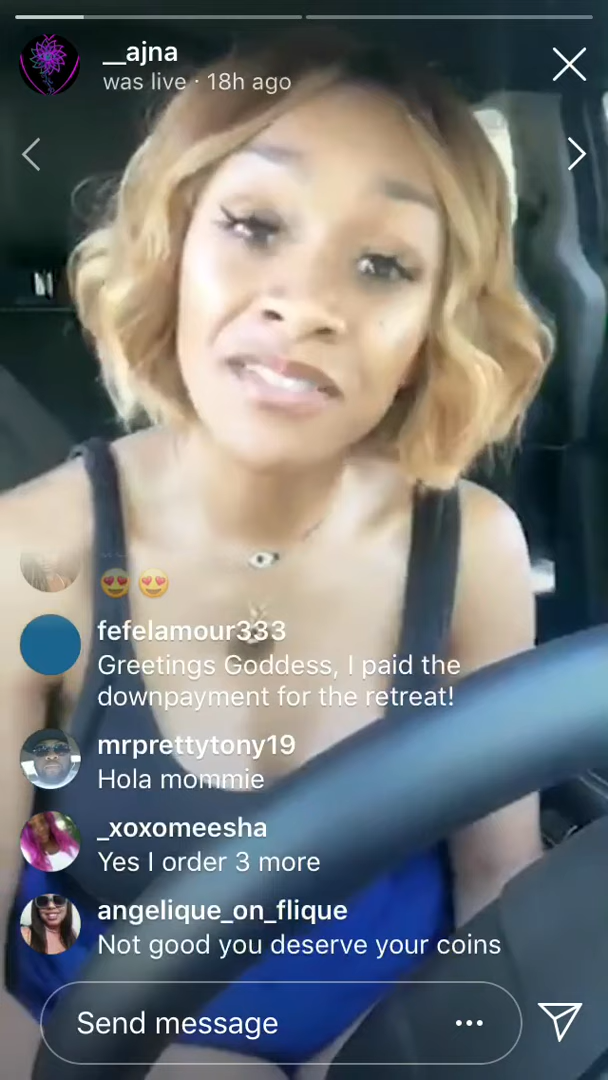 __ajna
was live · 18h ago
😍 😍
fefelamour333
Greetings Goddess, I paid the
downpayment for the retreat!
mrprettytony19
Hola mommie
_xoxomeesha
Yes I order 3 more
angelique_on_flique
Not good you deserve your coins
Send message